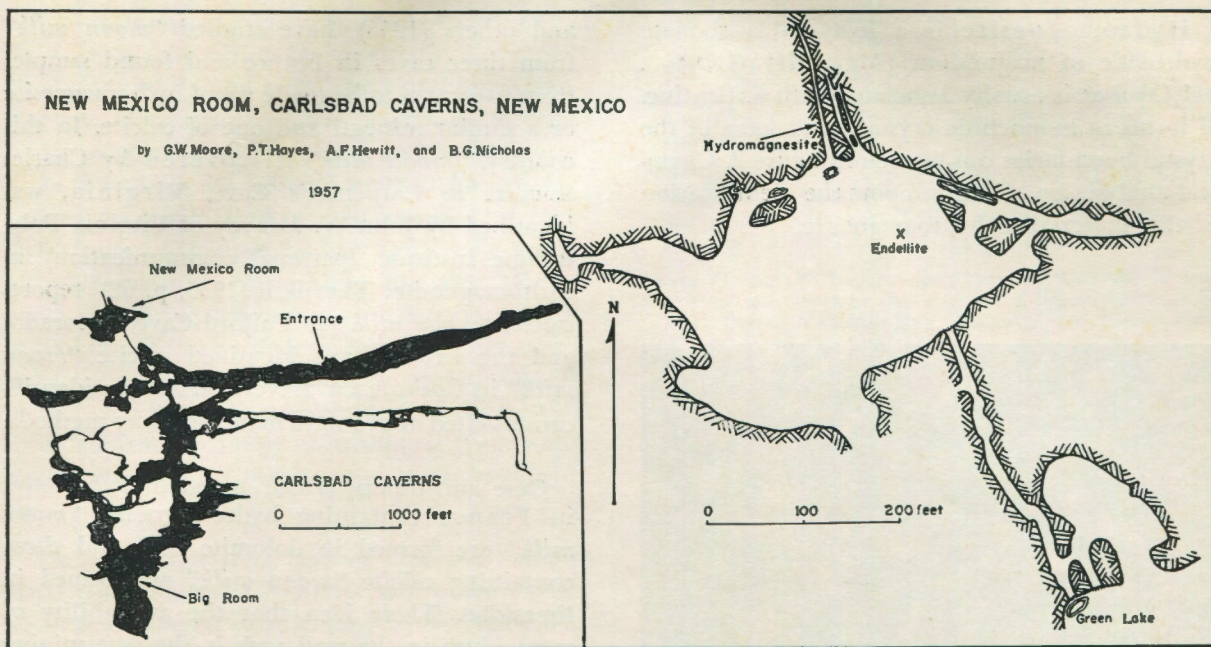 NEW MEXICO ROOM, CARLSBAD CAVERNS, NEW MEXICO
by G.W. Moore, P.T. Hayes, A.F. Hewitt, and B.G. Nicholas
1957
New Mexico Room
Entrance
CARLSBAD CAVERNS
0 1000 feet
Big Room
Hydromagnesite
X
Endellite
N
0 100 200 feet
Green Lake